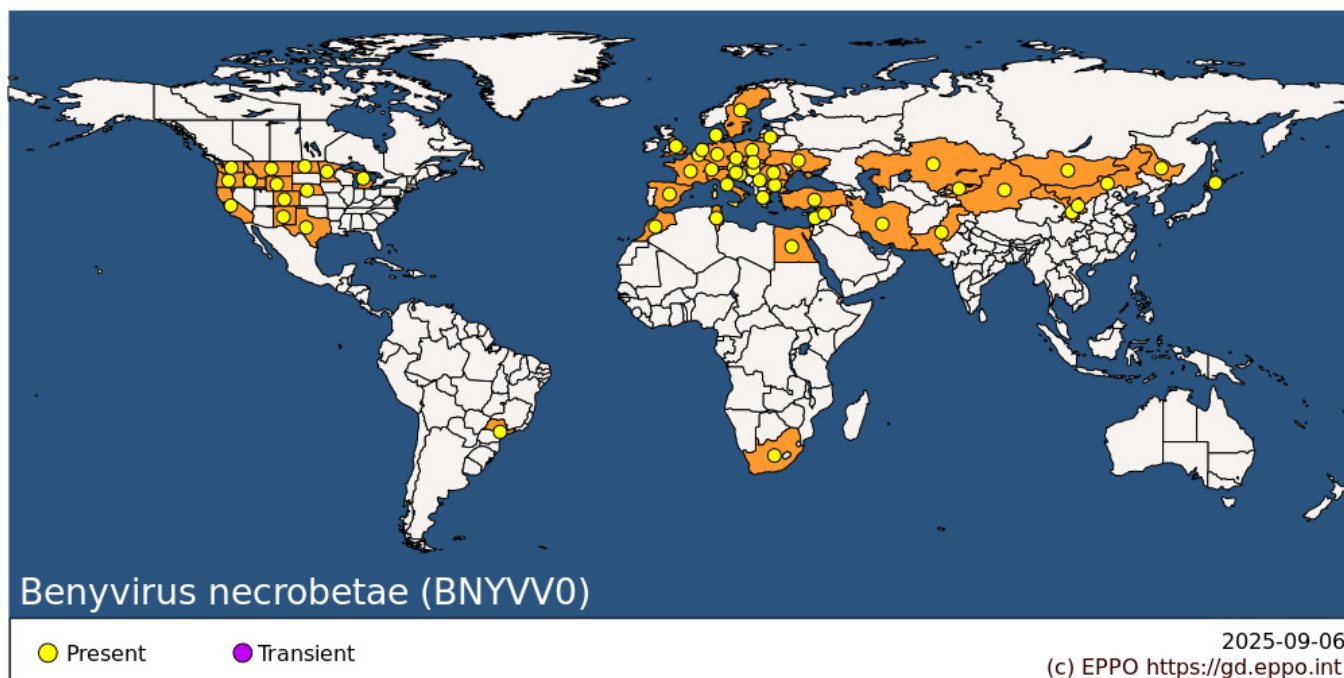 Benyvirus necrobetae (BNYVV0)
Present
Transient
2025-09-06
(c) EPPO https://gd.eppo.int